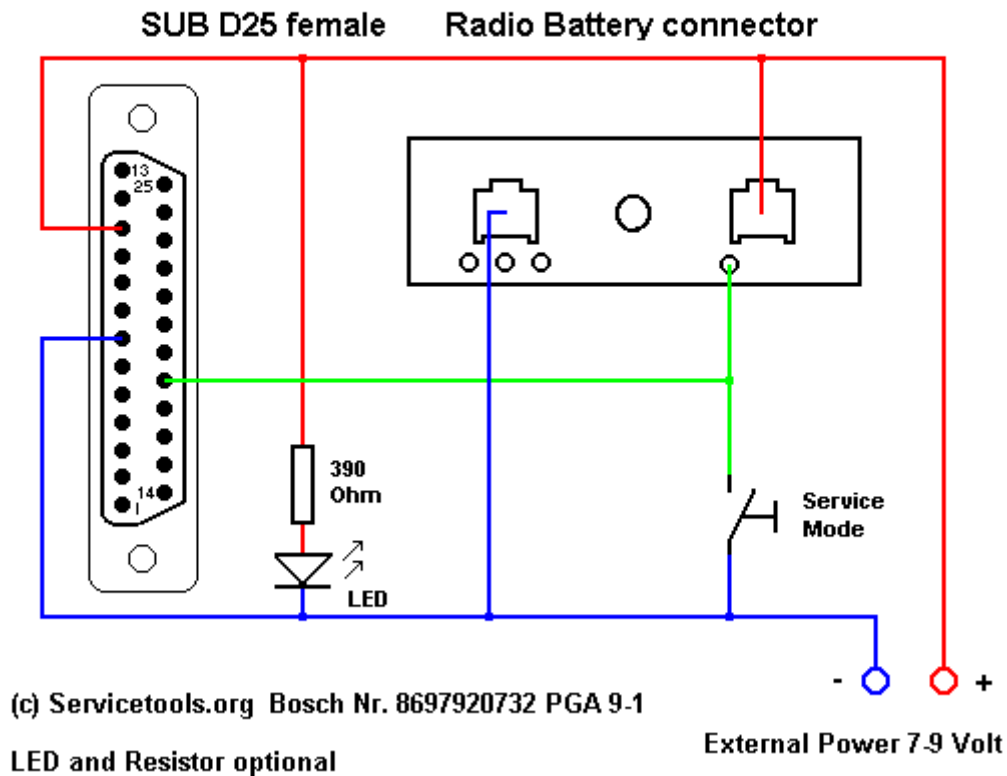 SUB D25 female
Radio Battery connector
13
25
14
1
390
Ohm
LED
Service
Mode
- +
(c) Servicetools.org Bosch Nr. 8697920732 PGA 9-1
External Power 7-9 Volt
LED and Resistor optional